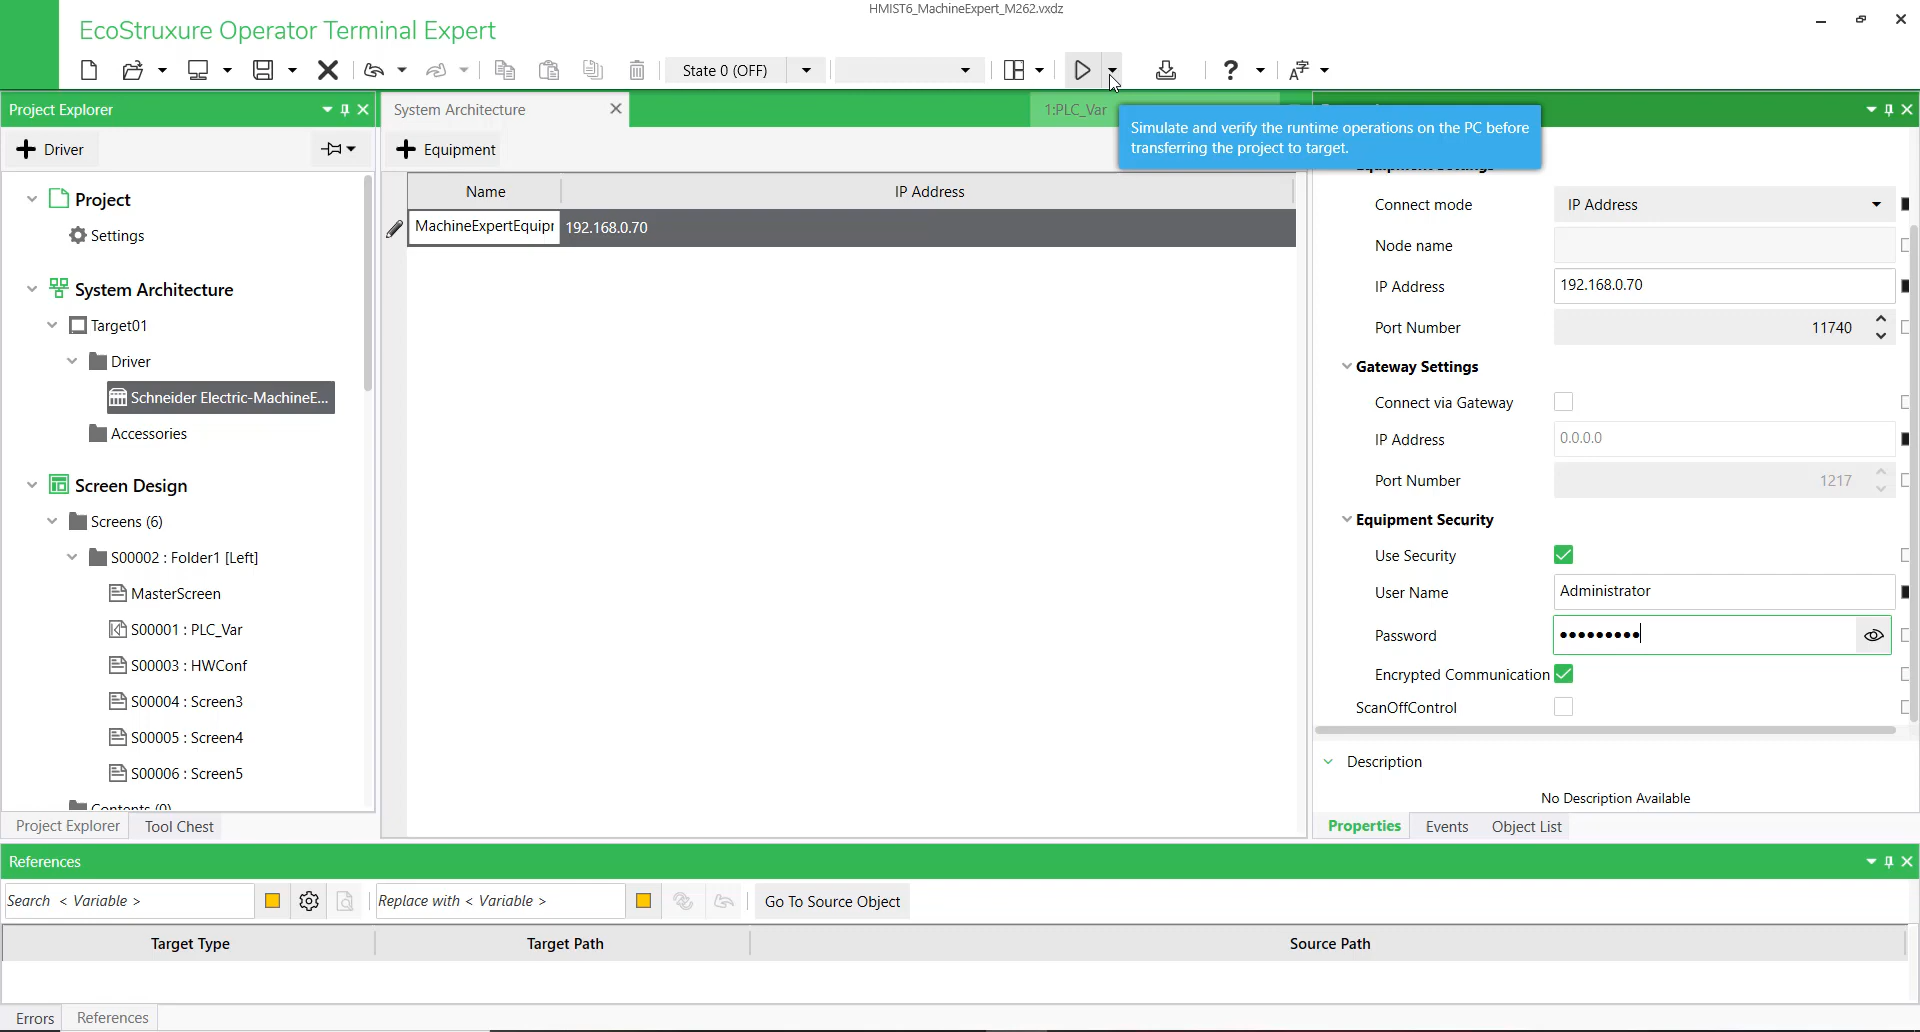 HMIST6_MachineExpert_M262.vxdz
EcoStruxure Operator Terminal Expert
State 0 (OFF)
Project Explorer
System Architecture
1:PLC_Var
Simulate and verify the runtime operations on the PC before
transferring the project to target.
Driver
Equipment
Name
IP Address
MachineExpertEquipr
192.168.0.70
Project
Settings
System Architecture
Target01
Driver
Schneider Electric-MachineE...
Accessories
Screen Design
Screens (6)
S00002 : Folder1 [Left]
MasterScreen
S00001 : PLC_Var
S00003 : HWConf
S00004 : Screen3
S00005 : Screen4
S00006 : Screen5
Contents (0)
Project Explorer
Tool Chest
Connect mode
IP Address
Node name
IP Address
192.168.0.70
Port Number
11740
Gateway Settings
Connect via Gateway
IP Address
0.0.0.0
Port Number
1217
Equipment Security
Use Security
User Name
Administrator
Password
•••••••••
Encrypted Communication
ScanOffControl
Description
No Description Available
Properties
Events
Object List
References
Search < Variable >
Replace with < Variable >
Go To Source Object
Target Type
Target Path
Source Path
Errors
References